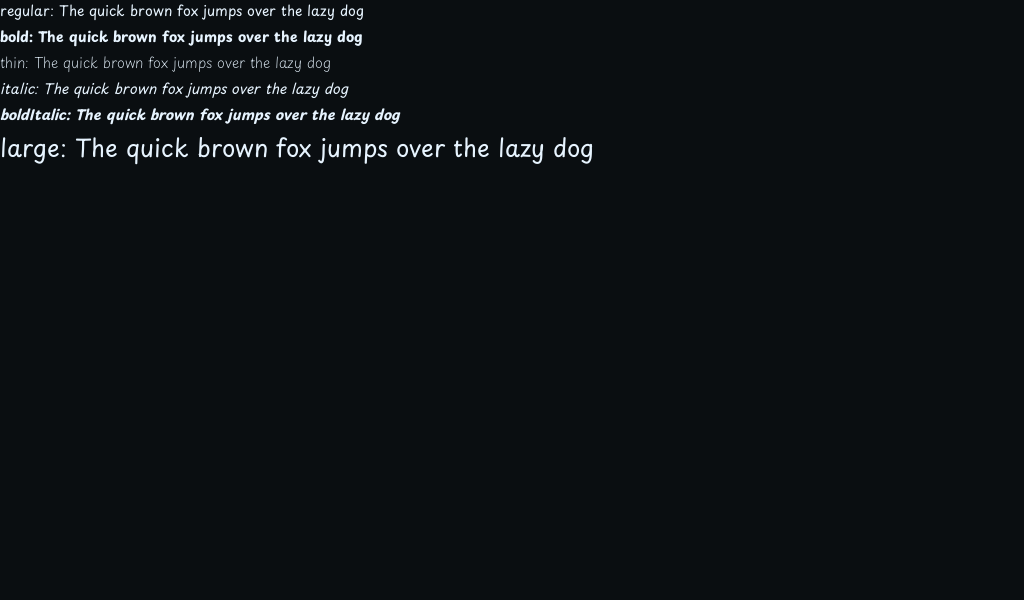 regular: The quick brown fox jumps over the lazy dog
bold: The quick brown fox jumps over the lazy dog
thin: The quick brown fox jumps over the lazy dog
italic: The quick brown fox jumps over the lazy dog
boldItalic: The quick brown fox jumps over the lazy dog
large: The quick brown fox jumps over the lazy dog